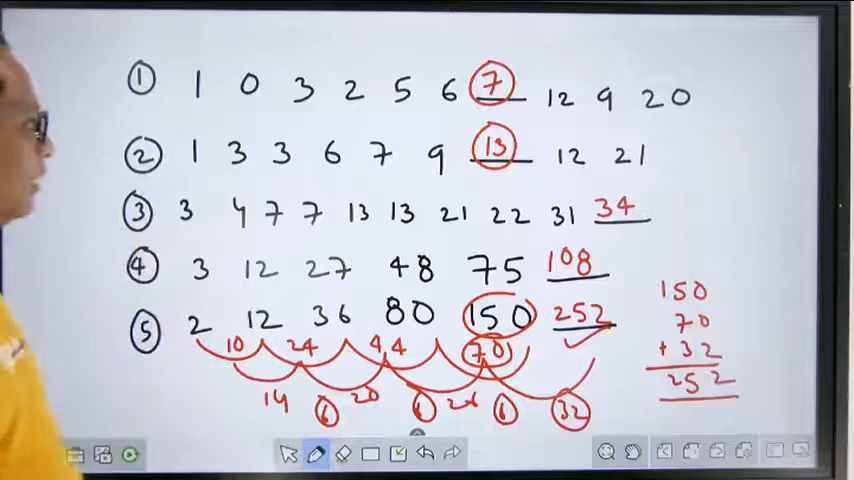 ① 1 0 3 2 5 6 7 12 9 20
② 1 3 3 6 7 9 13 12 21
③ 3 4 7 7 13 13 21 22 31 34
④ 3 12 27 48 75 108
⑤ 2 12 36 80 150 252
10 24 44 70
14 20 26 32
6 6 6
150
70
+ 32
252